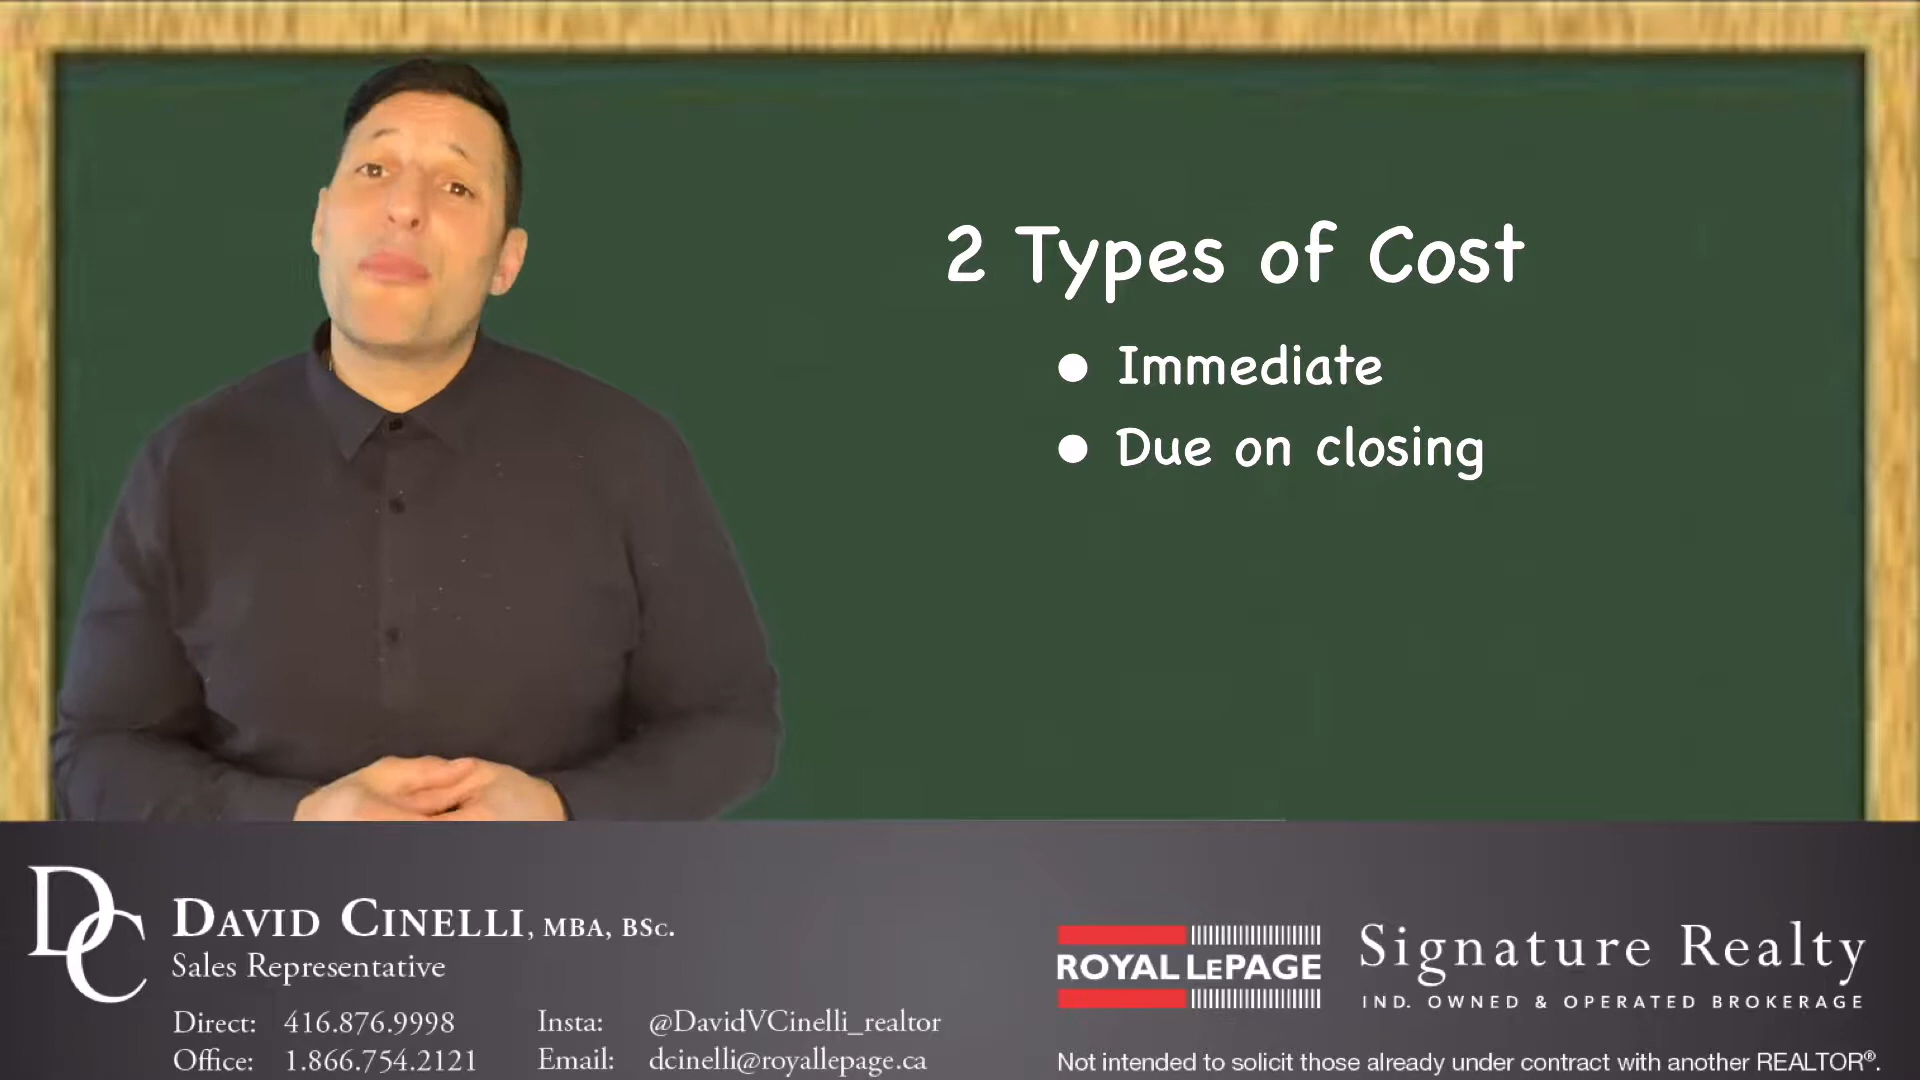 2 Types of Cost
• Immediate
• Due on closing
DC
DAVID CINELLI, MBA, BSc.
Sales Representative
Direct: 416.876.9998
Office: 1.866.754.2121
Insta: @DavidVCinelli_realtor
Email: dcinelli@royallepage.ca
ROYAL LEPAGE
Signature Realty
IND. OWNED & OPERATED BROKERAGE
Not intended to solicit those already under contract with another REALTOR®.